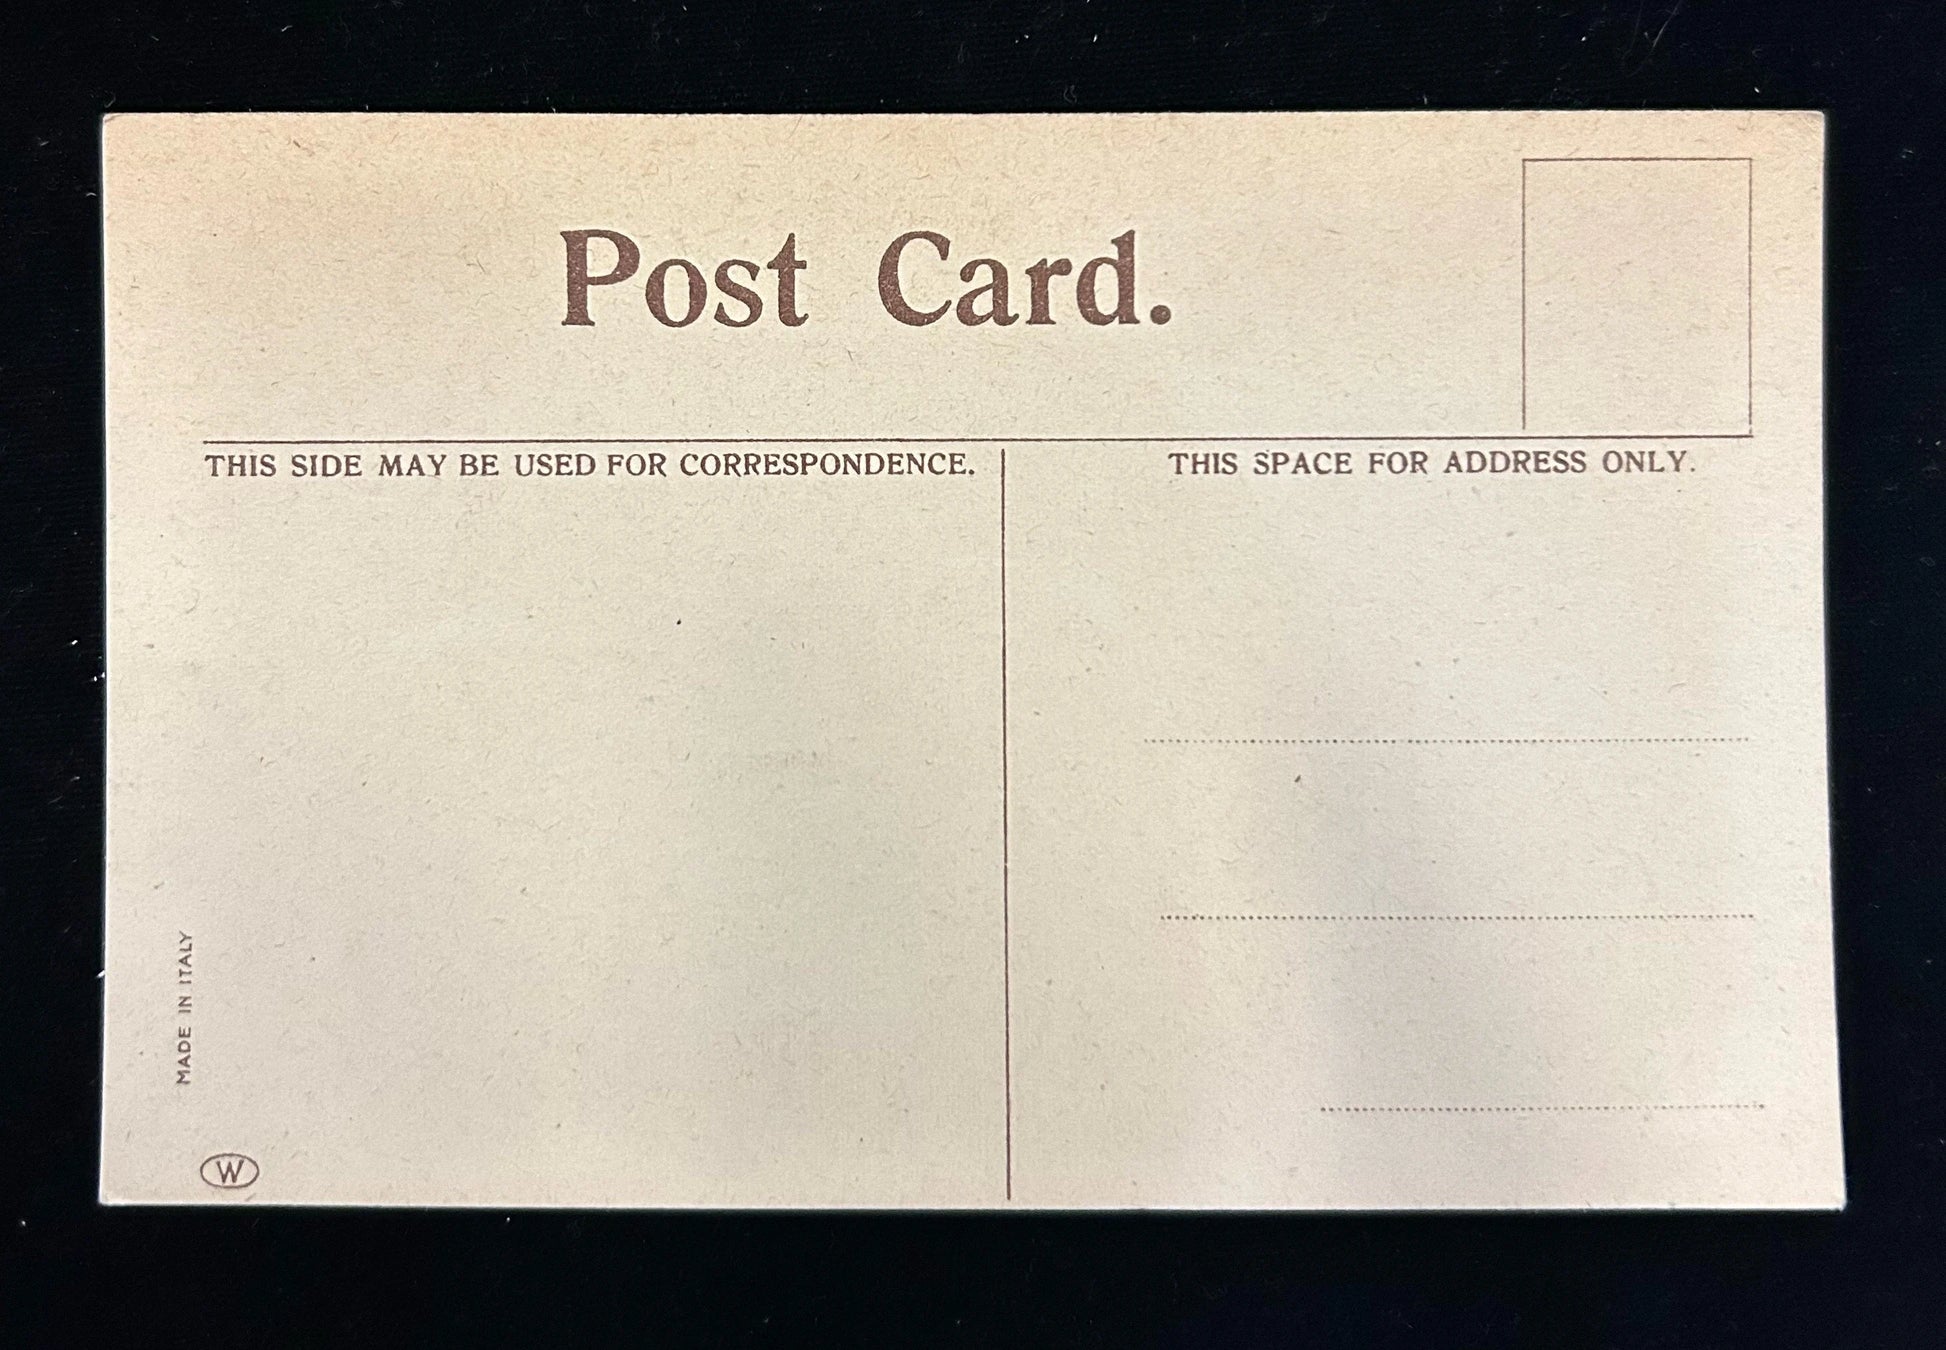 Post Card.
THIS SIDE MAY BE USED FOR CORRESPONDENCE.
THIS SPACE FOR ADDRESS ONLY.
MADE IN ITALY
W